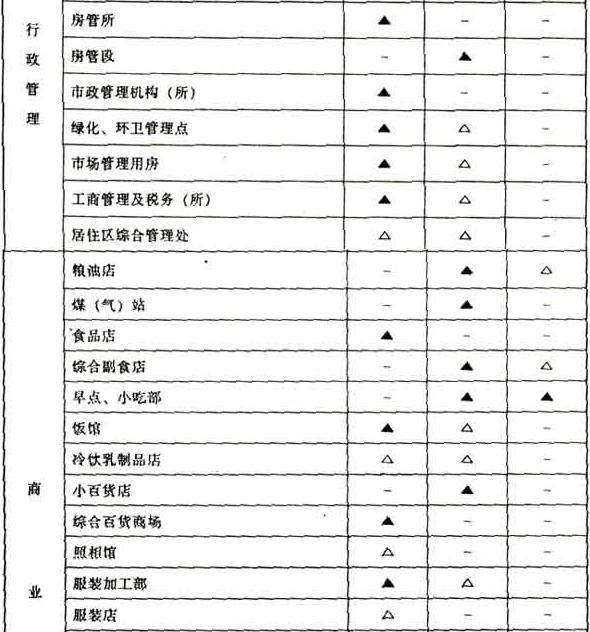 行政管理
房管所 ▲ – –
房管段 – ▲ –
市政管理机构（所） ▲ – –
绿化、环卫管理点 ▲ △ –
市场管理用房 ▲ △ –
工商管理及税务（所） ▲ △ –
居住区综合管理处 △ △ –
商业
粮油店 – ▲ △
煤（气）站 – ▲ –
食品店 ▲ – –
综合副食店 – ▲ △
早点、小吃部 – ▲ ▲
饭馆 ▲ △ –
冷饮乳制品店 △ △ –
小百货店 – ▲ –
综合百货商场 ▲ – –
照相馆 △ – –
服装加工部 ▲ △ –
服装店 △ – –